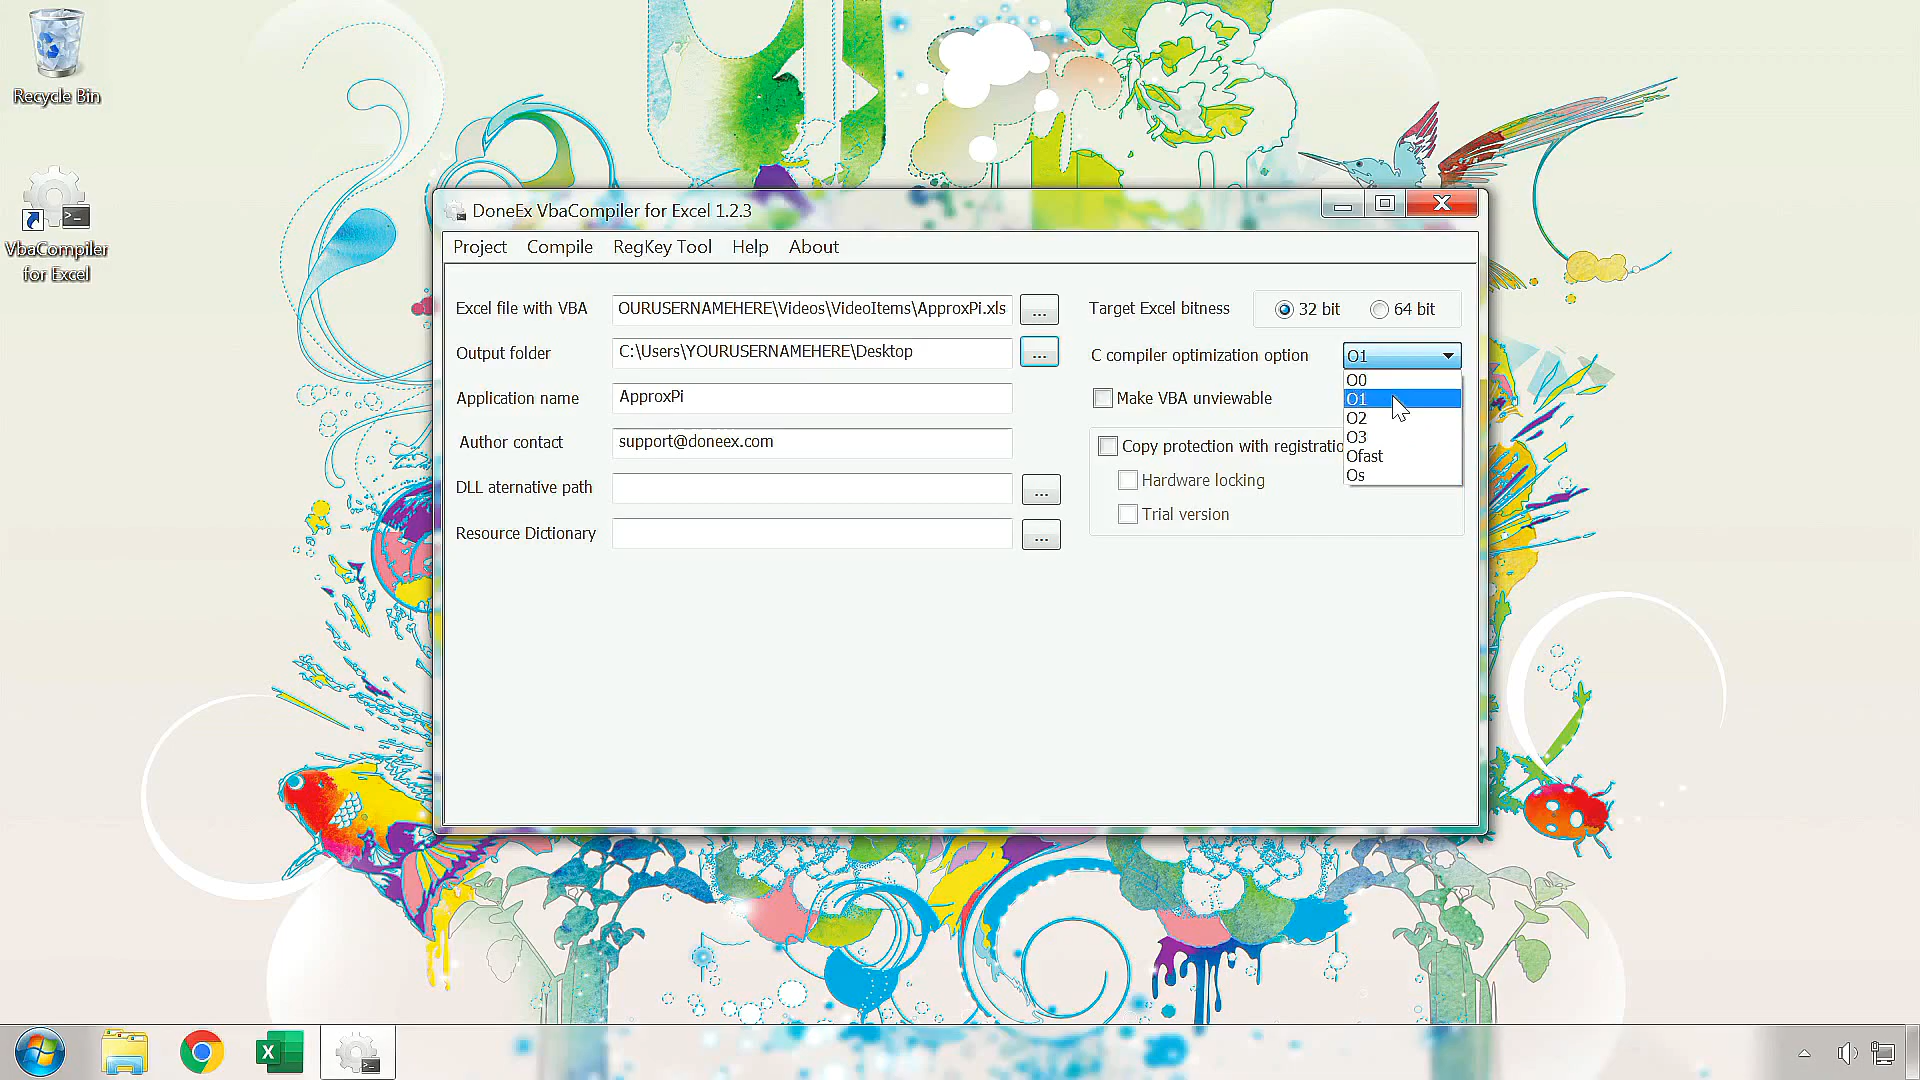 Recycle Bin
VbaCompiler
for Excel
DoneEx VbaCompiler for Excel 1.2.3
Project Compile RegKey Tool Help About
Excel file with VBA OURUSERNAMEHERE\Videos\VideoItems\ApproxPi.xls ...
Output folder C:\Users\YOURUSERNAMEHERE\Desktop ...
Application name ApproxPi
Author contact support@doneex.com
DLL aternative path ...
Resource Dictionary ...
Target Excel bitness 32 bit 64 bit
C compiler optimization option O1
O0
O1
O2
O3
Ofast
Os
Make VBA unviewable
Copy protection with registratio
Hardware locking
Trial version